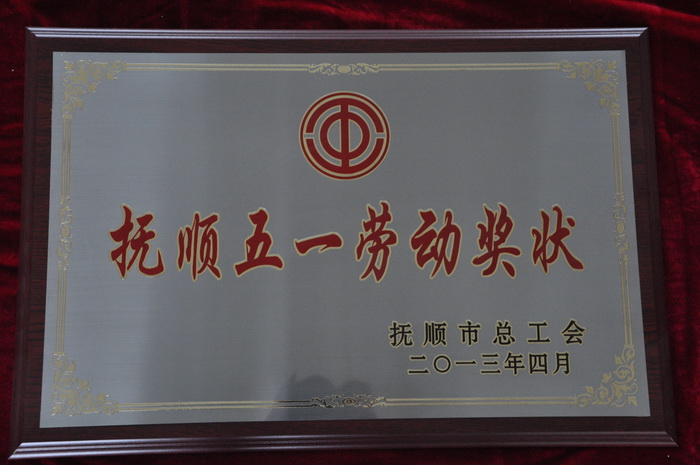 抚顺五一劳动奖状
抚顺市总工会
二〇一三年四月